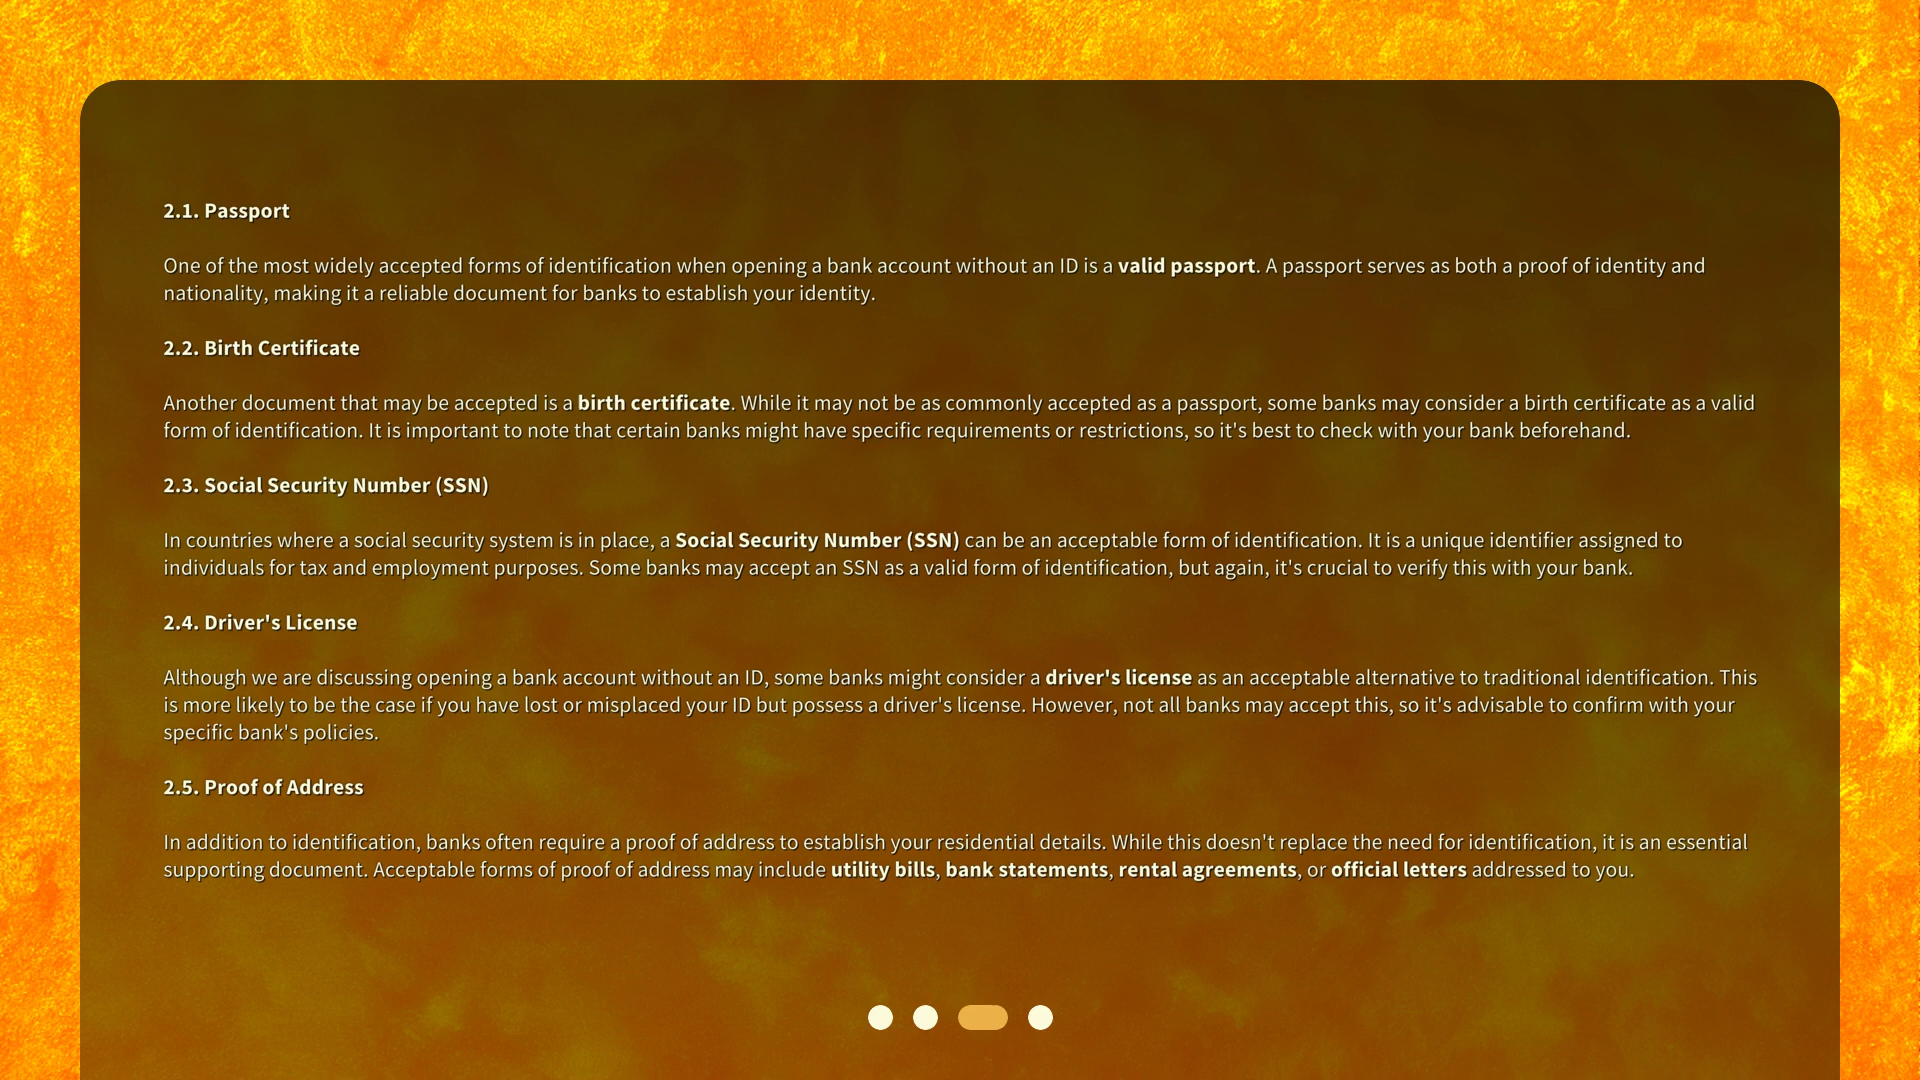 2.1. Passport
One of the most widely accepted forms of identification when opening a bank account without an ID is a valid passport. A passport serves as both a proof of identity and
nationality, making it a reliable document for banks to establish your identity.
2.2. Birth Certificate
Another document that may be accepted is a birth certificate. While it may not be as commonly accepted as a passport, some banks may consider a birth certificate as a valid
form of identification. It is important to note that certain banks might have specific requirements or restrictions, so it's best to check with your bank beforehand.
2.3. Social Security Number (SSN)
In countries where a social security system is in place, a Social Security Number (SSN) can be an acceptable form of identification. It is a unique identifier assigned to
individuals for tax and employment purposes. Some banks may accept an SSN as a valid form of identification, but again, it's crucial to verify this with your bank.
2.4. Driver's License
Although we are discussing opening a bank account without an ID, some banks might consider a driver's license as an acceptable alternative to traditional identification. This
is more likely to be the case if you have lost or misplaced your ID but possess a driver's license. However, not all banks may accept this, so it's advisable to confirm with your
specific bank's policies.
2.5. Proof of Address
In addition to identification, banks often require a proof of address to establish your residential details. While this doesn't replace the need for identification, it is an essential
supporting document. Acceptable forms of proof of address may include utility bills, bank statements, rental agreements, or official letters addressed to you.